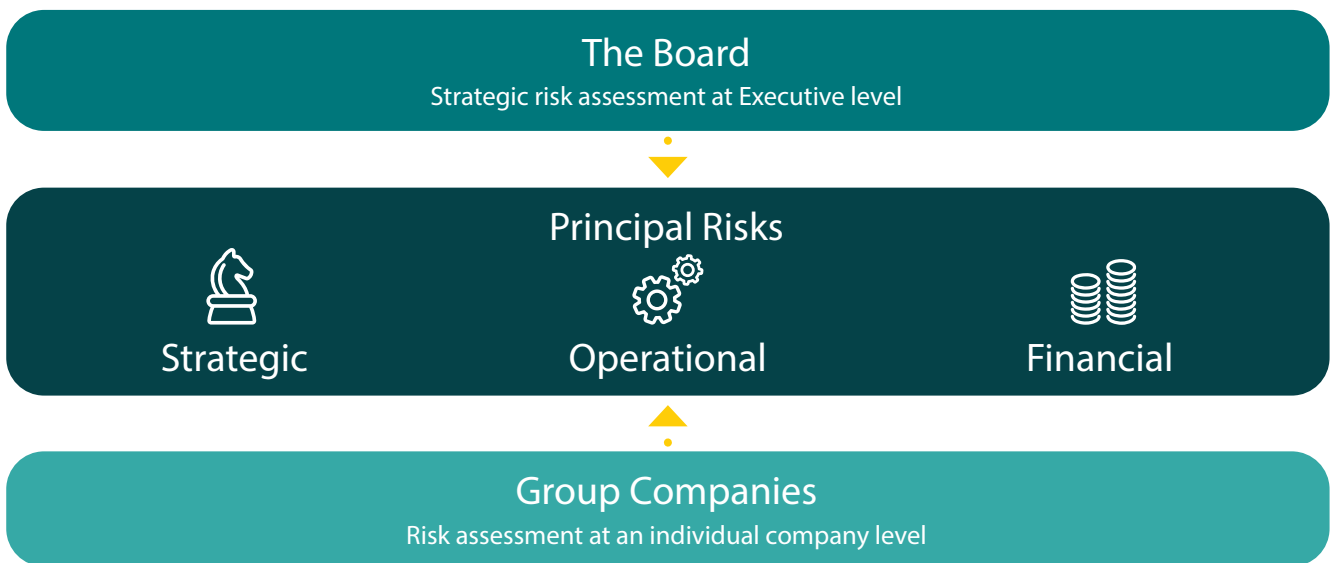 The Board
Strategic risk assessment at Executive level
Principal Risks
Strategic
Operational
Financial
Group Companies
Risk assessment at an individual company level